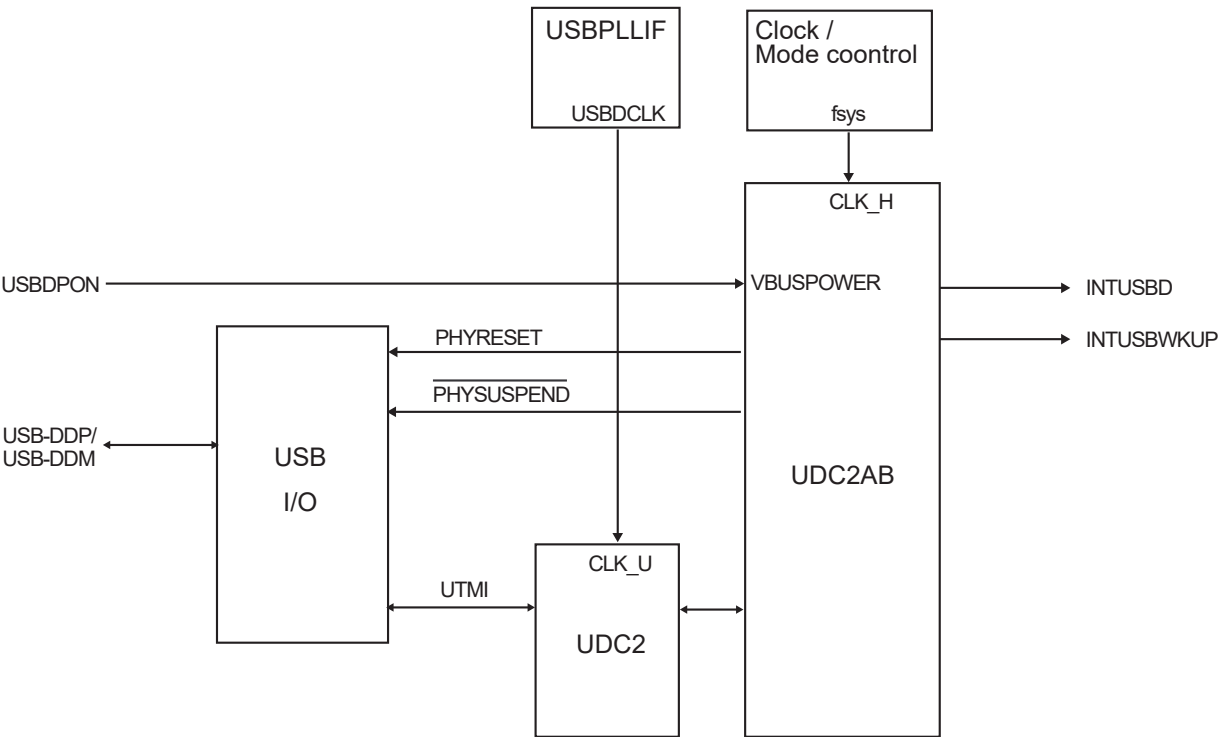 USBPLLIF
USBDCLK
Clock /
Mode coontrol
fsys
CLK_H
USBDPON
VBUSPOWER
INTUSBD
PHYRESET
INTUSBWKUP
PHYSUSPEND
USB-DDP/
USB-DDM
USB
I/O
UDC2AB
CLK_U
UTMI
UDC2